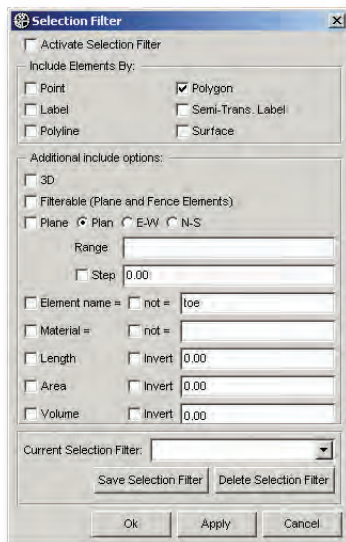 Selection Filter
Activate Selection Filter
Include Elements By:
Point Polygon
Label Semi-Trans. Label
Polyline Surface
Additional include options:
3D
Filterable (Plane and Fence Elements)
Plane Plan E-W N-S
Range
Step 0.00
Element name = not = toe
Material = not =
Length Invert 0.00
Area Invert 0.00
Volume Invert 0.00
Current Selection Filter:
Save Selection Filter Delete Selection Filter
Ok Apply Cancel